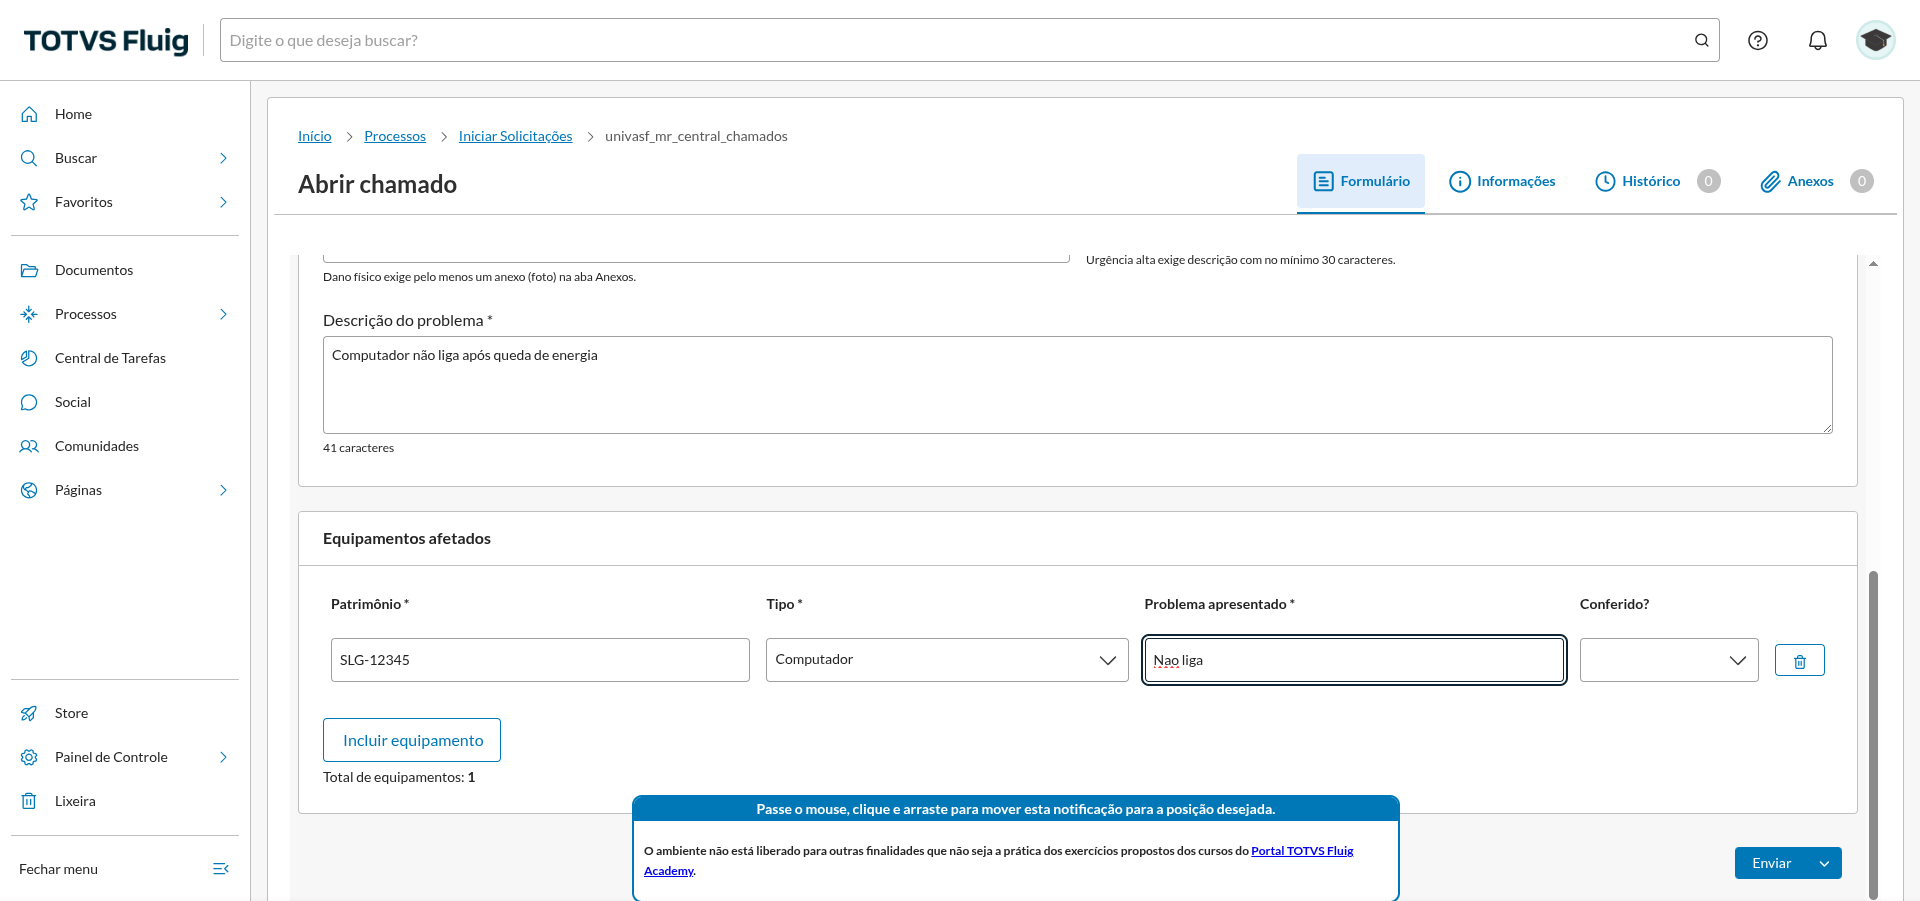 TOTVS Fluig
Digite o que deseja buscar?
Home
Buscar
Favoritos
Documentos
Processos
Central de Tarefas
Social
Comunidades
Páginas
Store
Painel de Controle
Lixeira
Fechar menu
Início > Processos > Iniciar Solicitações > univasf_mr_central_chamados
Abrir chamado
Formulário
Informações
Histórico 0
Anexos 0
Urgência alta exige descrição com no mínimo 30 caracteres.
Dano físico exige pelo menos um anexo (foto) na aba Anexos.
Descrição do problema *
Computador não liga após queda de energia
41 caracteres
Equipamentos afetados
Patrimônio * Tipo * Problema apresentado * Conferido?
SLG-12345 Computador Nao liga
Incluir equipamento
Total de equipamentos: 1
Passe o mouse, clique e arraste para mover esta notificação para a posição desejada.
O ambiente não está liberado para outras finalidades que não seja a prática dos exercícios propostos dos cursos do Portal TOTVS Fluig
Academy.
Enviar